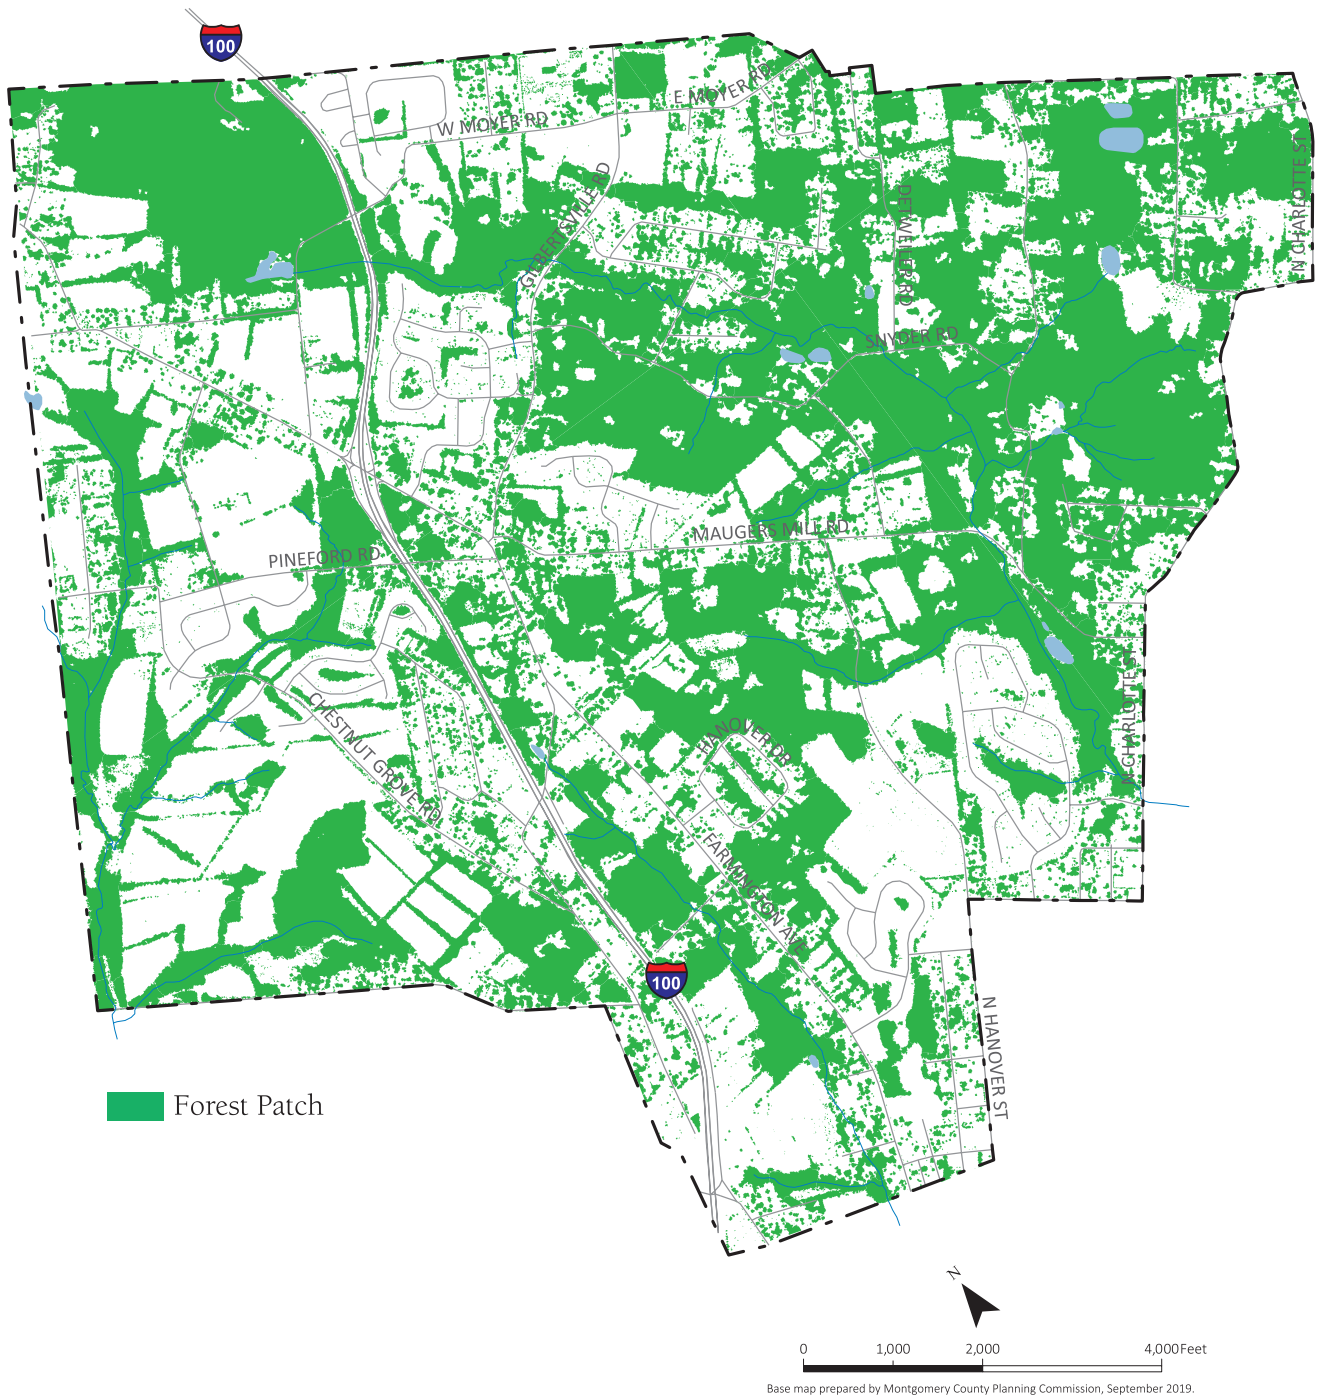 100
E MOYER RD
W MOYER RD
GILBERTSVILLE RD
DETWEILER RD
N CHARLOTTE ST
SNYDER RD
MAUGERS MILL RD
PINEFORD RD
N CHARLOTTE ST
CHESTNUT GROVE RD
HANOVER DR
FARMINGTON AVE
100
N HANOVER ST
Forest Patch
N
0 1,000 2,000 4,000Feet
Base map prepared by Montgomery County Planning Commission, September 2019.